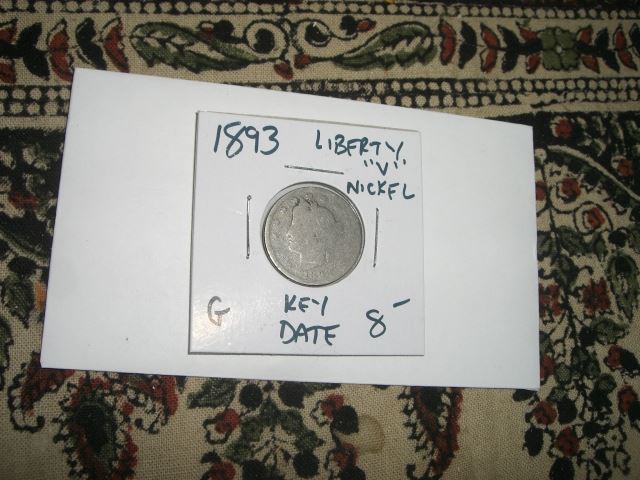 1893 LIBERTY
"V"
NICKEL
G KEY 8-
DATE